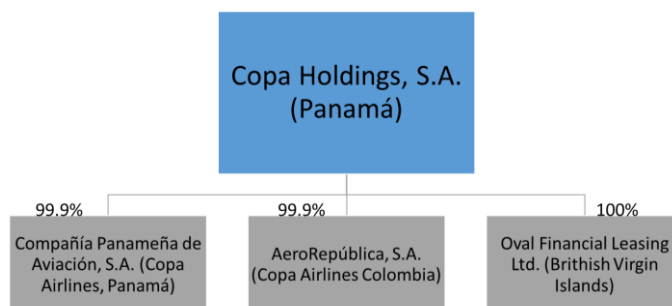 Copa Holdings, S.A.
(Panamá)
99.9%
99.9%
100%
Compañía Panameña de
Aviación, S.A. (Copa
Airlines, Panamá)
AeroRepública, S.A.
(Copa Airlines Colombia)
Oval Financial Leasing
Ltd. (Brithish Virgin
Islands)